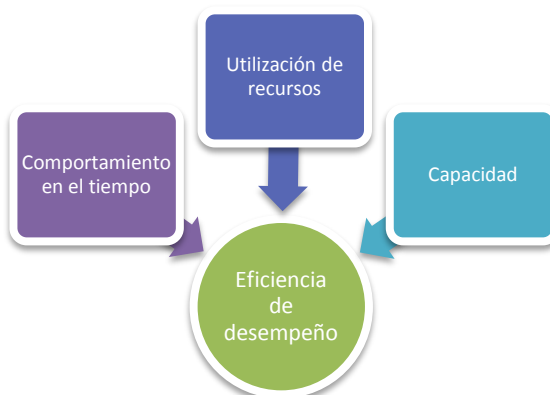 Utilización de
recursos
Comportamiento
en el tiempo
Capacidad
Eficiencia
de
desempeño